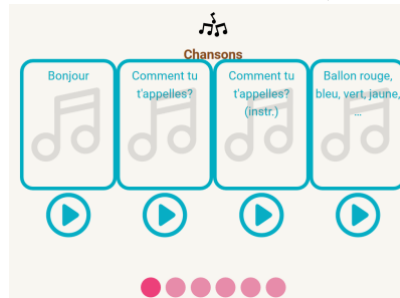 Chansons
Bonjour
Comment tu
t'appelles?
Comment tu
t'appelles?
(instr.)
Ballon rouge,
bleu, vert, jaune,
...